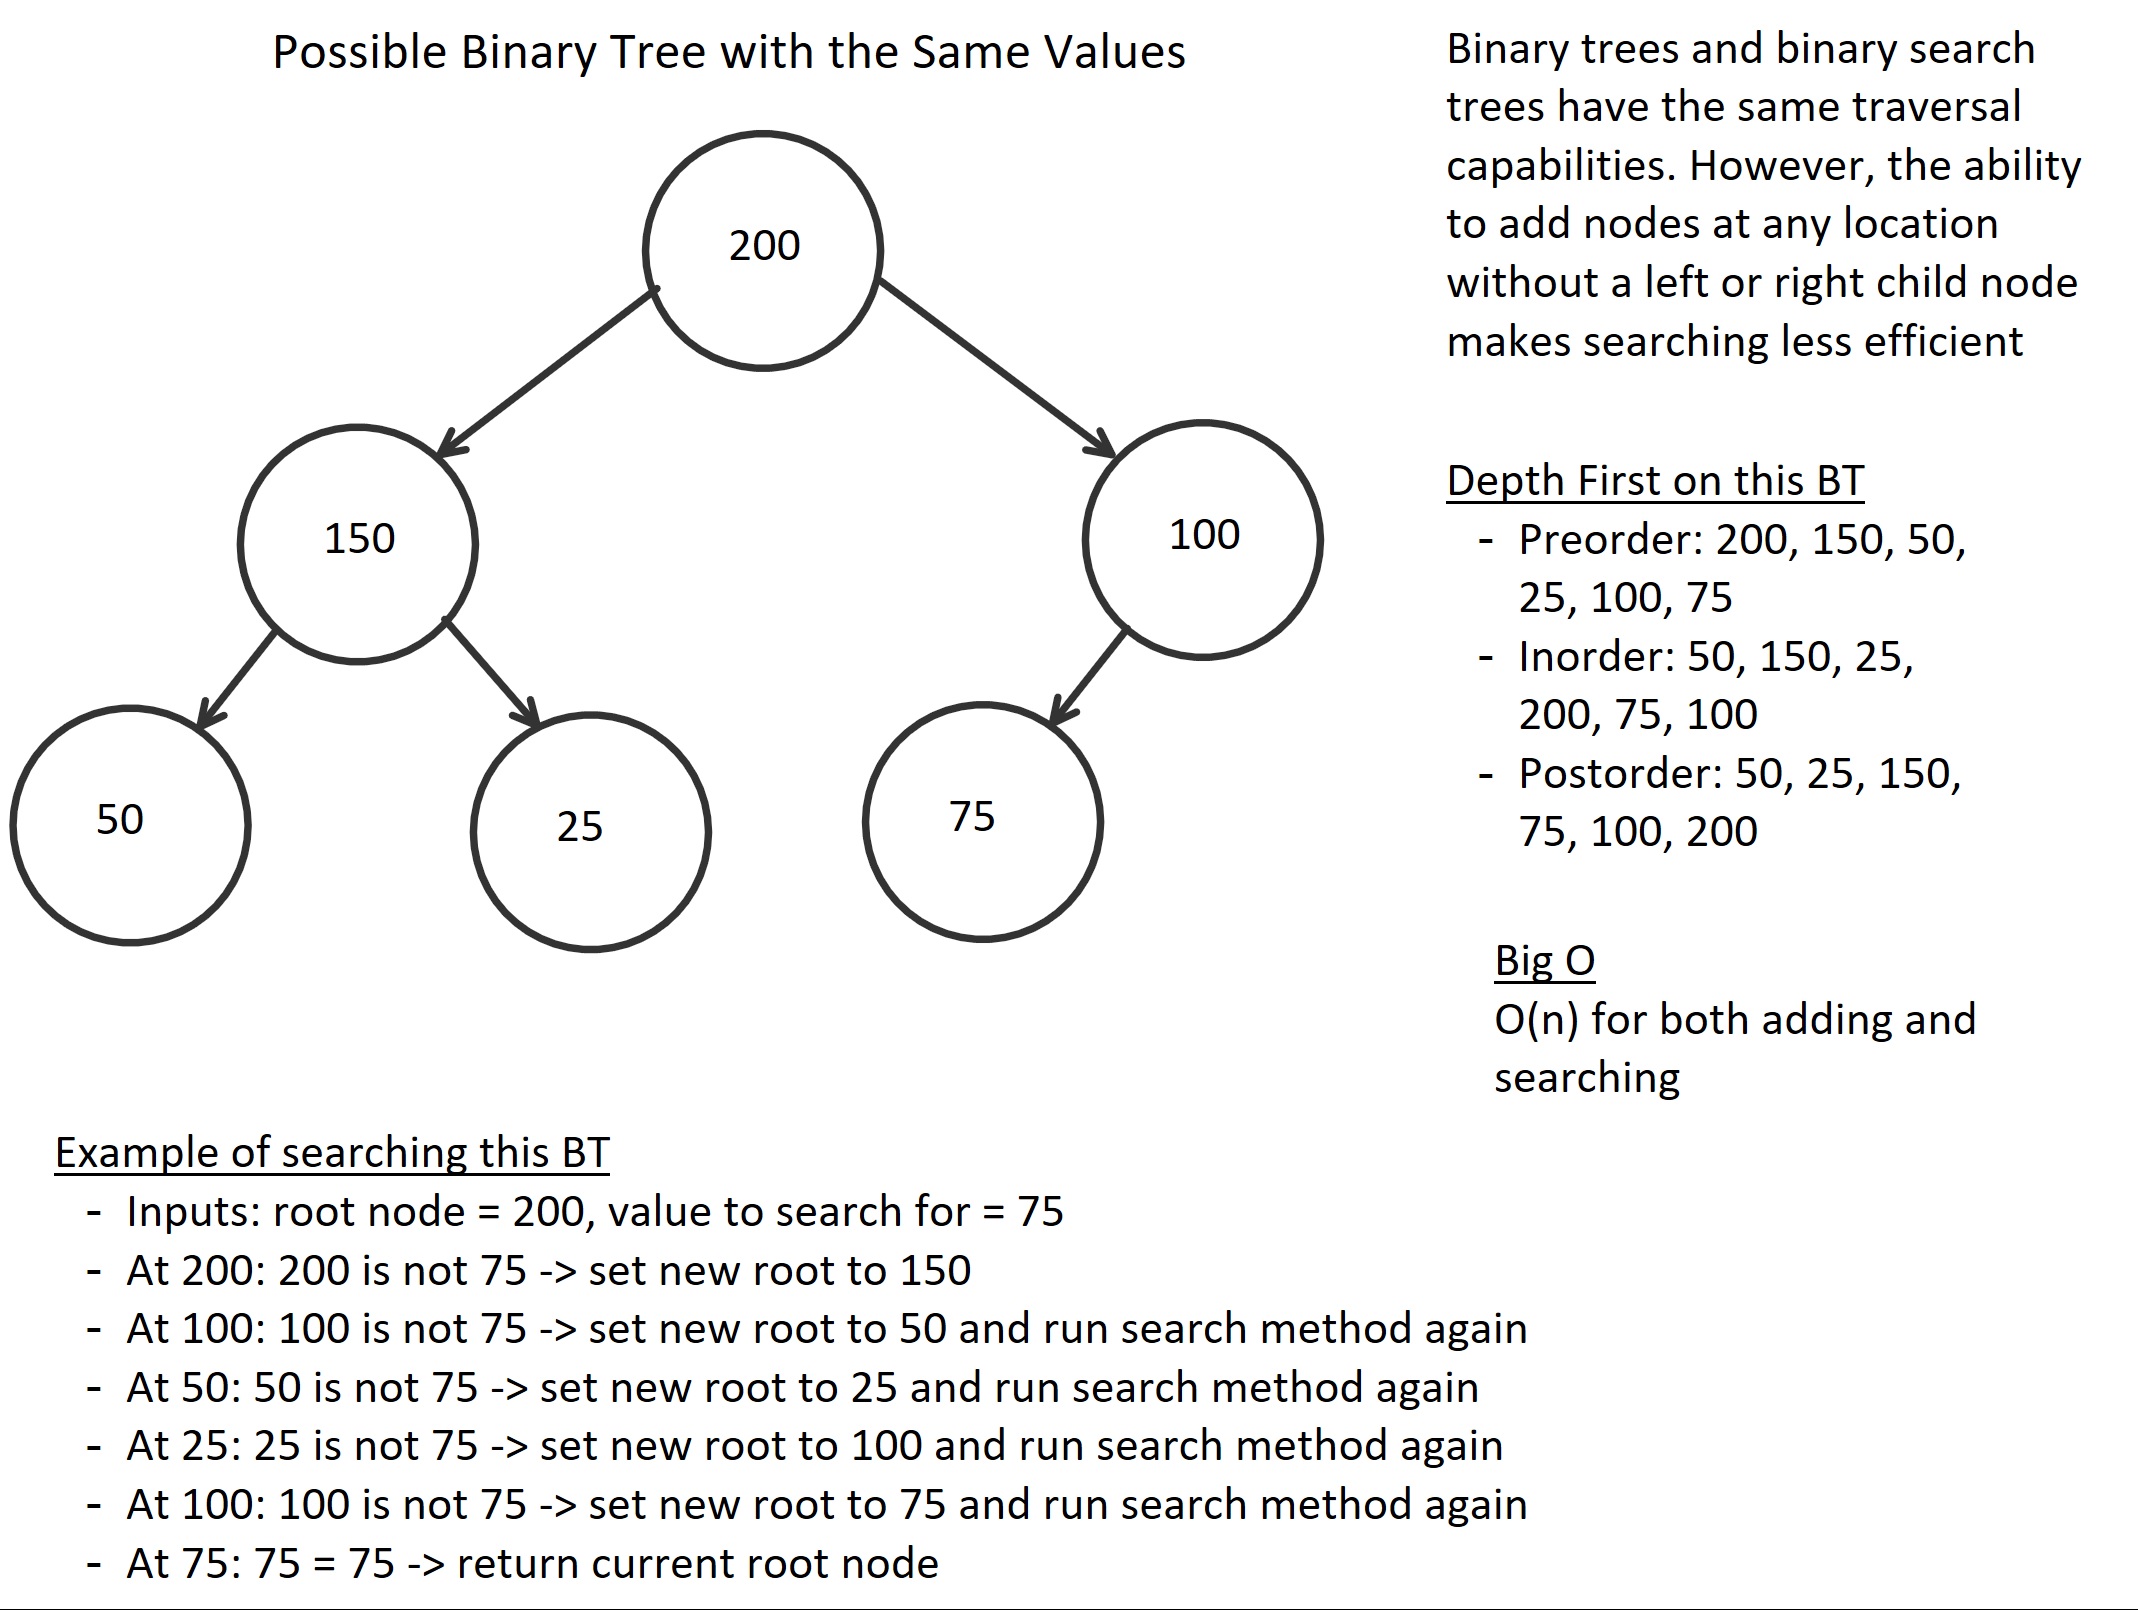 Possible Binary Tree with the Same Values
200
150
100
50
25
75
Binary trees and binary search
trees have the same traversal
capabilities. However, the ability
to add nodes at any location
without a left or right child node
makes searching less efficient
Depth First on this BT
- Preorder: 200, 150, 50,
25, 100, 75
- Inorder: 50, 150, 25,
200, 75, 100
- Postorder: 50, 25, 150,
75, 100, 200
Big O
O(n) for both adding and
searching
Example of searching this BT
- Inputs: root node = 200, value to search for = 75
- At 200: 200 is not 75 -> set new root to 150
- At 100: 100 is not 75 -> set new root to 50 and run search method again
- At 50: 50 is not 75 -> set new root to 25 and run search method again
- At 25: 25 is not 75 -> set new root to 100 and run search method again
- At 100: 100 is not 75 -> set new root to 75 and run search method again
- At 75: 75 = 75 -> return current root node